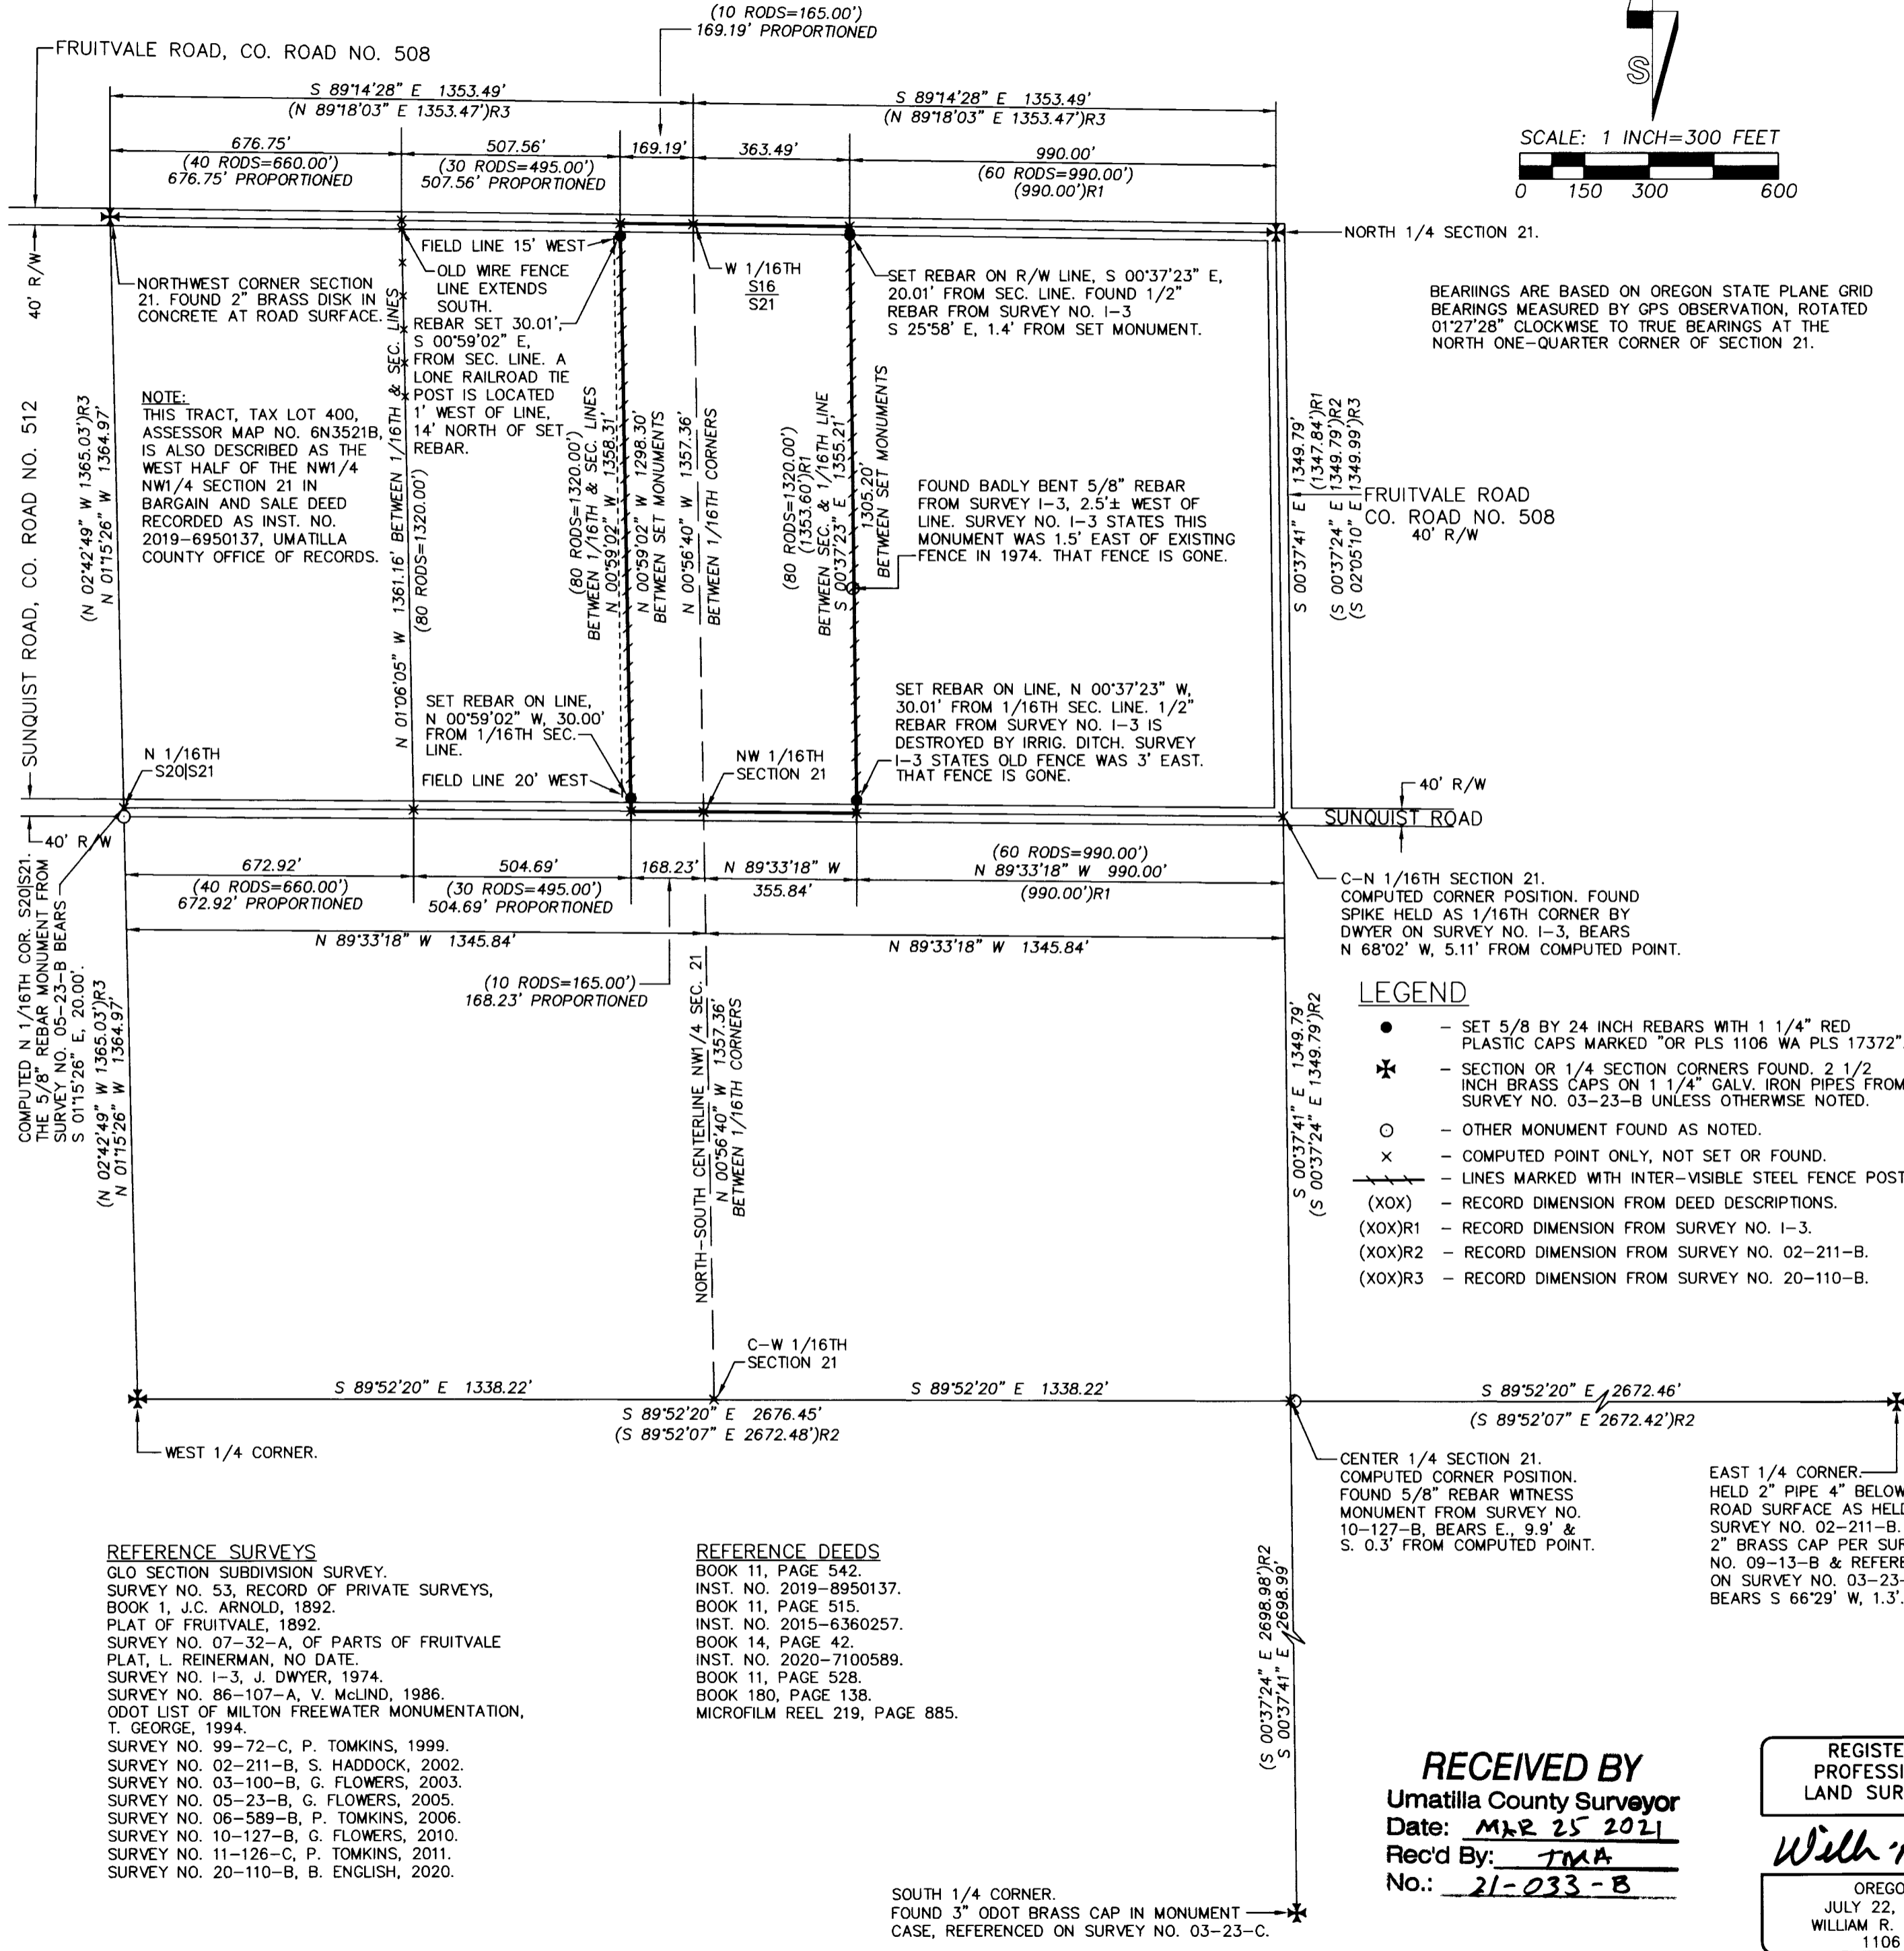 (10 RODS=165.00')
169.19' PROPORTIONED
FRUITVALE ROAD, CO. ROAD NO. 508
S 89°14'28" E 1353.49'
(N 89°18'03" E 1353.47')R3
S 89°14'28" E 1353.49'
(N 89°18'03" E 1353.47')R3
676.75'
(40 RODS=660.00')
676.75' PROPORTIONED
507.56'
(30 RODS=495.00')
507.56' PROPORTIONED
169.19'
363.49'
990.00'
(60 RODS=990.00')
(990.00')R1
S
SCALE: 1 INCH=300 FEET
0 150 300 600
40' R/W
NORTHWEST CORNER SECTION
21. FOUND 2" BRASS DISK IN
CONCRETE AT ROAD SURFACE.
FIELD LINE 15' WEST
OLD WIRE FENCE
LINE EXTENDS
SOUTH.
REBAR SET 30.01',
S 00°59'02" E,
FROM SEC. LINE. A
LONE RAILROAD TIE
POST IS LOCATED
1' WEST OF LINE,
14' NORTH OF SET
REBAR.
W 1/16TH
S16
S21
SET REBAR ON R/W LINE, S 00°37'23" E,
20.01' FROM SEC. LINE. FOUND 1/2"
REBAR FROM SURVEY NO. I-3
S 25°58' E, 1.4' FROM SET MONUMENT.
NORTH 1/4 SECTION 21.
BEARIINGS ARE BASED ON OREGON STATE PLANE GRID
BEARINGS MEASURED BY GPS OBSERVATION, ROTATED
01°27'28" CLOCKWISE TO TRUE BEARINGS AT THE
NORTH ONE-QUARTER CORNER OF SECTION 21.
NOTE:
THIS TRACT, TAX LOT 400,
ASSESSOR MAP NO. 6N3521B,
IS ALSO DESCRIBED AS THE
WEST HALF OF THE NW1/4
NW1/4 SECTION 21 IN
BARGAIN AND SALE DEED
RECORDED AS INST. NO.
2019-6950137, UMATILLA
COUNTY OFFICE OF RECORDS.
SUNQUIST ROAD, CO. ROAD NO. 512
(N 02°42'49" W 1365.03')R3
N 01°15'26" W 1364.97'
N 01°06'05" W 1361.16' BETWEEN 1/16TH & SEC. LINES
(80 RODS=1320.00')
(80 RODS=1320.00')
BETWEEN 1/16TH & SEC. LINES
N 00°59'02" W 1358.31'
N 00°59'02" W 1298.30'
BETWEEN SET MONUMENTS
N 00°56'40" W 1357.36'
BETWEEN 1/16TH CORNERS
(80 RODS=1320.00')
(1353.60')R1
BETWEEN SEC. & 1/16TH LINE
S 00°37'23" E 1355.21'
1305.20'
BETWEEN SET MONUMENTS
FOUND BADLY BENT 5/8" REBAR
FROM SURVEY I-3, 2.5'± WEST OF
LINE. SURVEY NO. I-3 STATES THIS
MONUMENT WAS 1.5' EAST OF EXISTING
FENCE IN 1974. THAT FENCE IS GONE.
S 00°37'41" E 1349.79'
(1347.84')R1
(S 00°37'24" E 1349.79')R2
(S 02°05'10" E 1349.99')R3
FRUITVALE ROAD
CO. ROAD NO. 508
40' R/W
SET REBAR ON LINE,
N 00°59'02" W, 30.00'
FROM 1/16TH SEC.
LINE.
FIELD LINE 20' WEST
NW 1/16TH
SECTION 21
SET REBAR ON LINE, N 00°37'23" W,
30.01' FROM 1/16TH SEC. LINE. 1/2"
REBAR FROM SURVEY NO. I-3 IS
DESTROYED BY IRRIG. DITCH. SURVEY
I-3 STATES OLD FENCE WAS 3' EAST.
THAT FENCE IS GONE.
N 1/16TH
S20|S21
40' R/W
40' R/W
SUNQUIST ROAD
672.92'
(40 RODS=660.00')
672.92' PROPORTIONED
504.69'
(30 RODS=495.00')
504.69' PROPORTIONED
168.23'
N 89°33'18" W
355.84'
(60 RODS=990.00')
N 89°33'18" W 990.00'
(990.00')R1
N 89°33'18" W 1345.84'
N 89°33'18" W 1345.84'
(10 RODS=165.00')
168.23' PROPORTIONED
C-N 1/16TH SECTION 21.
COMPUTED CORNER POSITION. FOUND
SPIKE HELD AS 1/16TH CORNER BY
DWYER ON SURVEY NO. I-3, BEARS
N 68°02' W, 5.11' FROM COMPUTED POINT.
COMPUTED N 1/16TH COR. S20|S21.
THE 5/8" REBAR MONUMENT FROM
SURVEY NO. 05-23-B BEARS
S 01°15'26" E, 20.00'.
(N 02°42'49" W 1365.03')R3
N 01°15'26" W 1364.97'
NORTH-SOUTH CENTERLINE NW1/4 SEC. 21
N 00°56'40" W 1357.36'
BETWEEN 1/16TH CORNERS
S 00°37'41" E 1349.79'
(S 00°37'24" E 1349.79')R2
LEGEND
- SET 5/8 BY 24 INCH REBARS WITH 1 1/4" RED
PLASTIC CAPS MARKED "OR PLS 1106 WA PLS 17372".
- SECTION OR 1/4 SECTION CORNERS FOUND. 2 1/2
INCH BRASS CAPS ON 1 1/4" GALV. IRON PIPES FROM
SURVEY NO. 03-23-B UNLESS OTHERWISE NOTED.
- OTHER MONUMENT FOUND AS NOTED.
- COMPUTED POINT ONLY, NOT SET OR FOUND.
- LINES MARKED WITH INTER-VISIBLE STEEL FENCE POST
(XOX) - RECORD DIMENSION FROM DEED DESCRIPTIONS.
(XOX)R1 - RECORD DIMENSION FROM SURVEY NO. I-3.
(XOX)R2 - RECORD DIMENSION FROM SURVEY NO. 02-211-B.
(XOX)R3 - RECORD DIMENSION FROM SURVEY NO. 20-110-B.
C-W 1/16TH
SECTION 21
S 89°52'20" E 1338.22'
S 89°52'20" E 1338.22'
S 89°52'20" E 2676.45'
(S 89°52'07" E 2672.48')R2
S 89°52'20" E 2672.46'
(S 89°52'07" E 2672.42')R2
WEST 1/4 CORNER.
CENTER 1/4 SECTION 21.
COMPUTED CORNER POSITION.
FOUND 5/8" REBAR WITNESS
MONUMENT FROM SURVEY NO.
10-127-B, BEARS E., 9.9' &
S. 0.3' FROM COMPUTED POINT.
EAST 1/4 CORNER.
HELD 2" PIPE 4" BELOW
ROAD SURFACE AS HELD
SURVEY NO. 02-211-B.
2" BRASS CAP PER SUR
NO. 09-13-B & REFERE
ON SURVEY NO. 03-23-
BEARS S 66°29' W, 1.3'.
REFERENCE SURVEYS
GLO SECTION SUBDIVISION SURVEY.
SURVEY NO. 53, RECORD OF PRIVATE SURVEYS,
BOOK 1, J.C. ARNOLD, 1892.
PLAT OF FRUITVALE, 1892.
SURVEY NO. 07-32-A, OF PARTS OF FRUITVALE
PLAT, L. REINERMAN, NO DATE.
SURVEY NO. I-3, J. DWYER, 1974.
SURVEY NO. 86-107-A, V. McLIND, 1986.
ODOT LIST OF MILTON FREEWATER MONUMENTATION,
T. GEORGE, 1994.
SURVEY NO. 99-72-C, P. TOMKINS, 1999.
SURVEY NO. 02-211-B, S. HADDOCK, 2002.
SURVEY NO. 03-100-B, G. FLOWERS, 2003.
SURVEY NO. 05-23-B, G. FLOWERS, 2005.
SURVEY NO. 06-589-B, P. TOMKINS, 2006.
SURVEY NO. 10-127-B, G. FLOWERS, 2010.
SURVEY NO. 11-126-C, P. TOMKINS, 2011.
SURVEY NO. 20-110-B, B. ENGLISH, 2020.
REFERENCE DEEDS
BOOK 11, PAGE 542.
INST. NO. 2019-8950137.
BOOK 11, PAGE 515.
INST. NO. 2015-6360257.
BOOK 14, PAGE 42.
INST. NO. 2020-7100589.
BOOK 11, PAGE 528.
BOOK 180, PAGE 138.
MICROFILM REEL 219, PAGE 885.
(S 00°37'24" E 2698.98')R2
S 00°37'41" E 2698.99'
RECEIVED BY
Umatilla County Surveyor
Date: MAR 25 2021
Rec'd By: TMA
No.: 21-033-B
REGISTE
PROFESSI
LAND SUR
OREGO
JULY 22,
WILLIAM R.
1106
SOUTH 1/4 CORNER.
FOUND 3" ODOT BRASS CAP IN MONUMENT
CASE, REFERENCED ON SURVEY NO. 03-23-C.